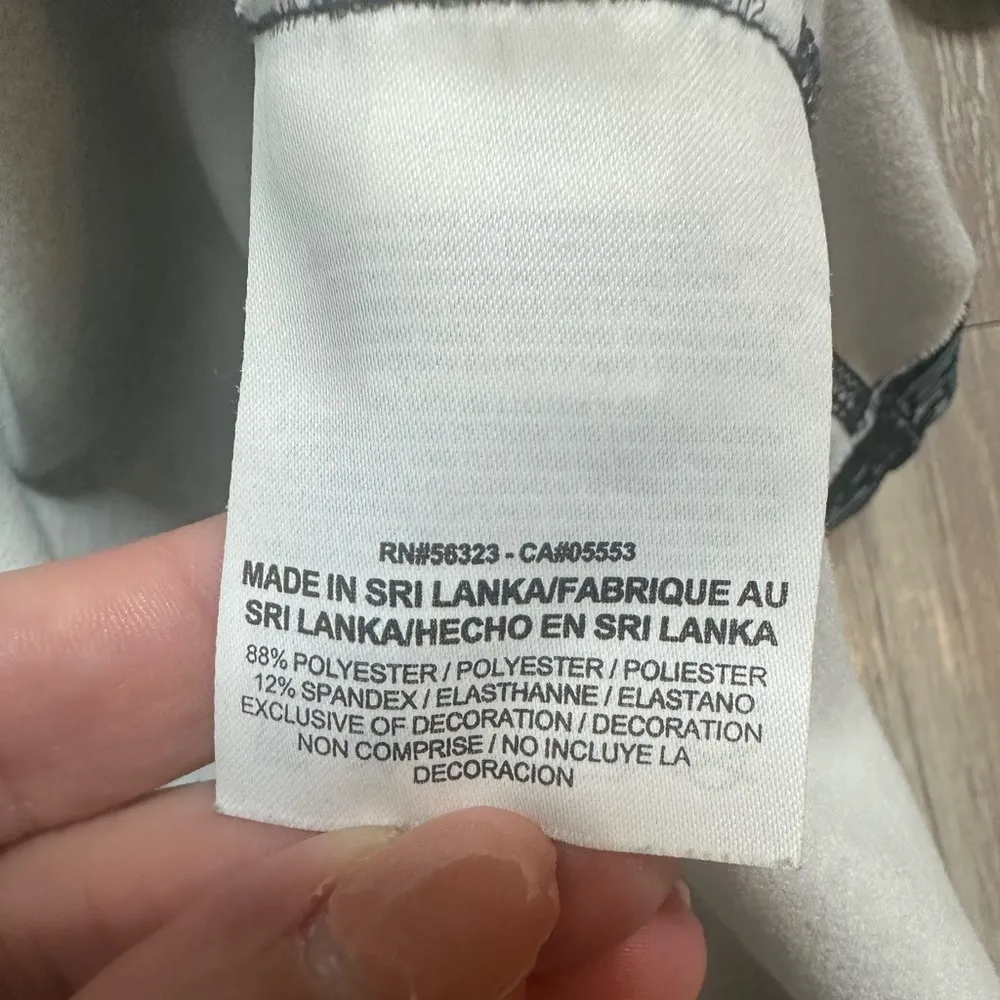 RN#56323 - CA#05553
MADE IN SRI LANKA/FABRIQUE AU
SRI LANKA/HECHO EN SRI LANKA
88% POLYESTER / POLYESTER / POLIESTER
12% SPANDEX / ELASTHANNE / ELASTANO
EXCLUSIVE OF DECORATION / DECORATION
NON COMPRISE / NO INCLUYE LA
DECORACION